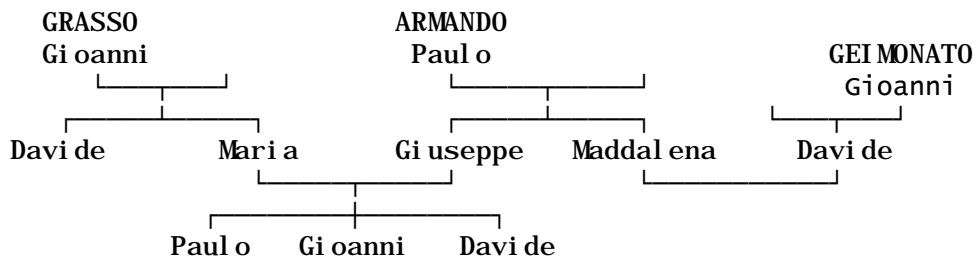 GRASSO ARMANDO
Gioanni Paulo GEIMONATO
Gioanni
Davide Maria Giuseppe Maddalena Davide
Paulo Gioanni Davide